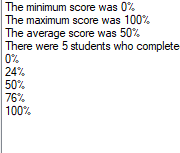 The minimum score was 0%
The maximum score was 100%
The average score was 50%
There were 5 students who complete
0%
24%
50%
76%
100%